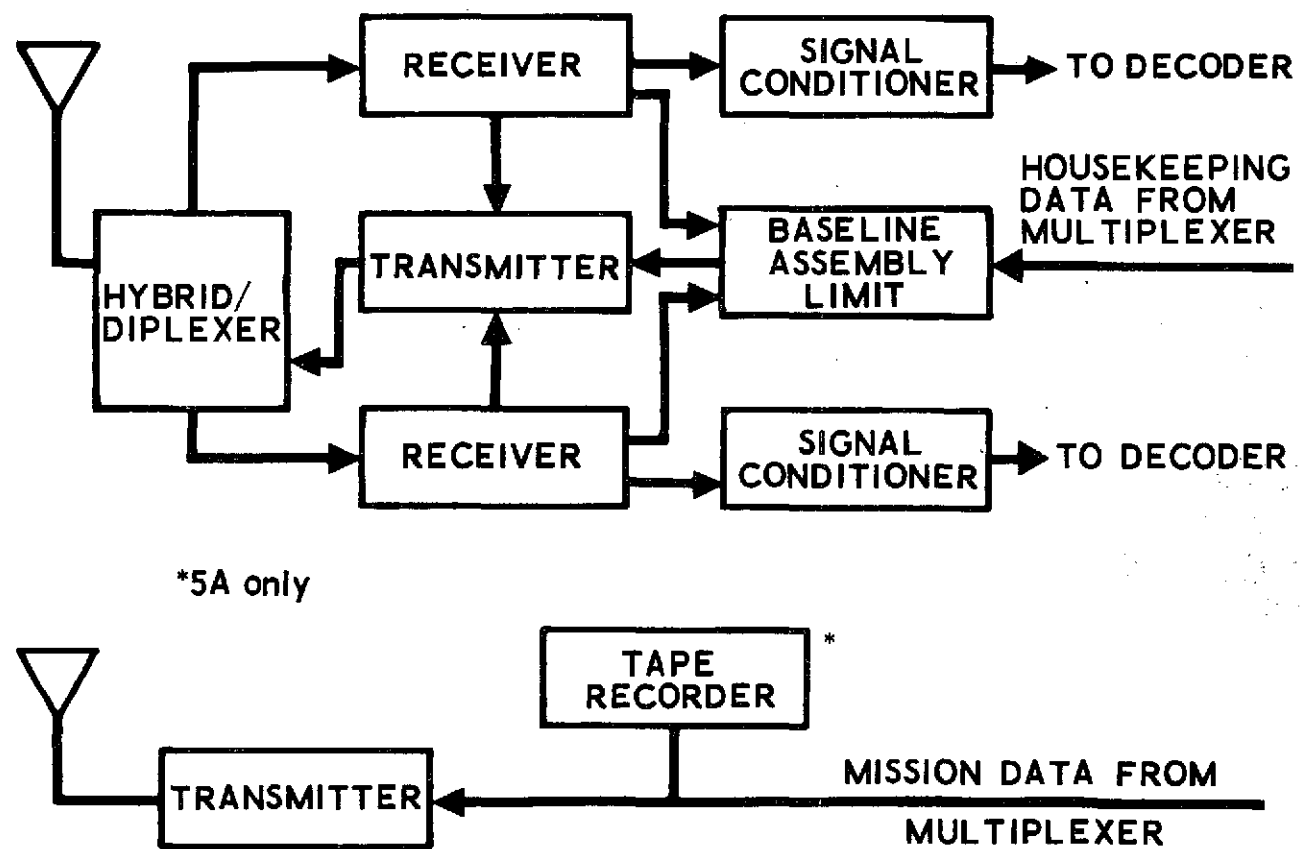 RECEIVER
SIGNAL
CONDITIONER
TO DECODER
HOUSEKEEPING
DATA FROM
MULTIPLEXER
HYBRID/
DIPLEXER
TRANSMITTER
BASELINE
ASSEMBLY
LIMIT
RECEIVER
SIGNAL
CONDITIONER
TO DECODER
*5A only
TAPE
RECORDER
*
TRANSMITTER
MISSION DATA FROM
MULTIPLEXER